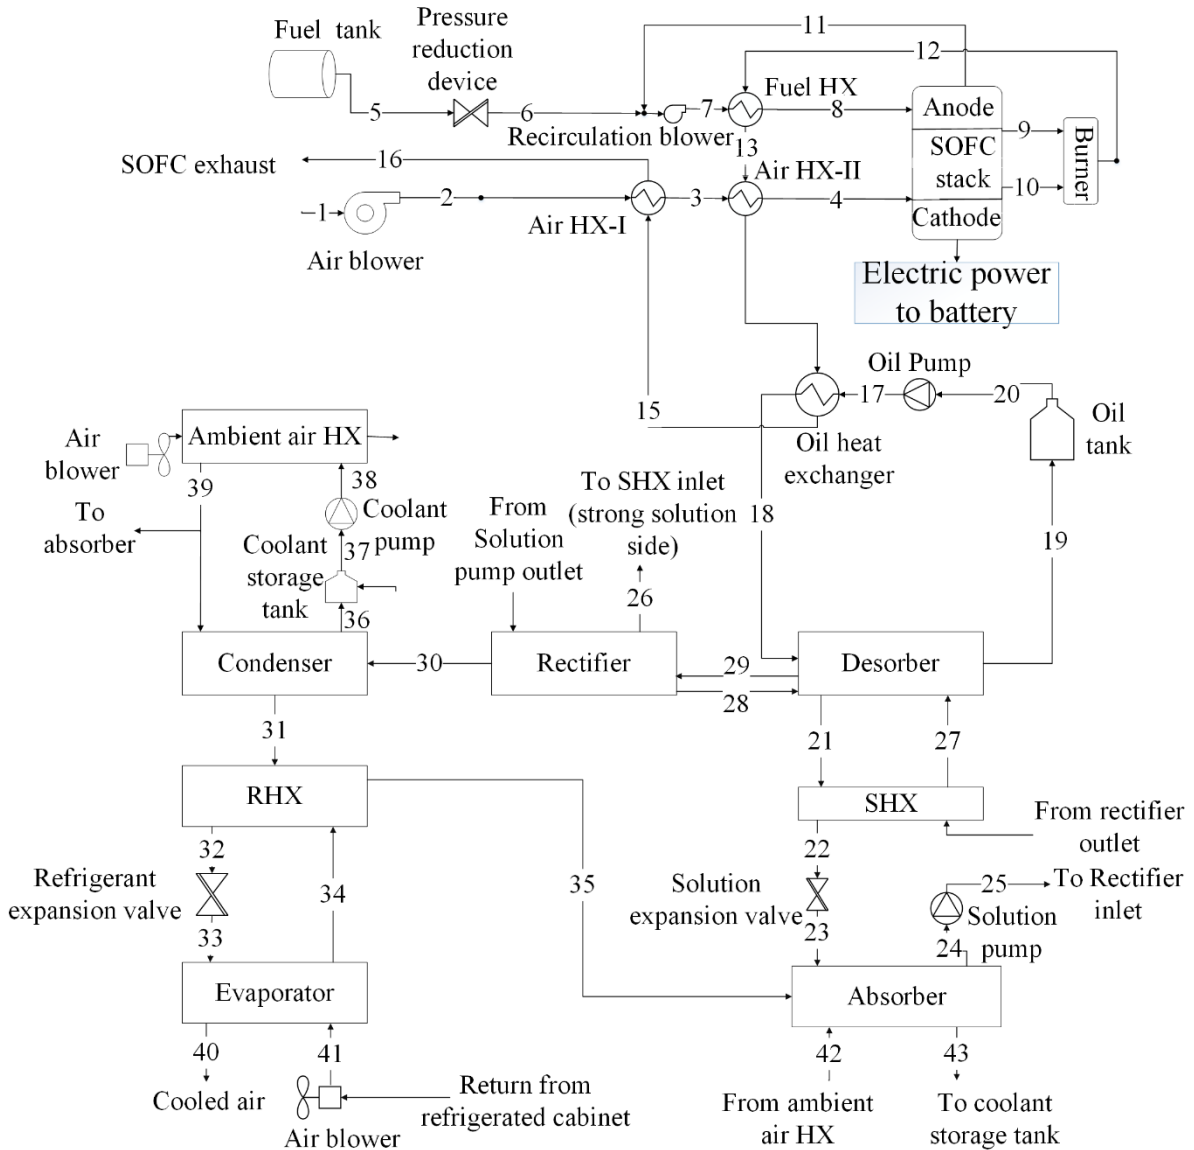 Fuel tank
Pressure
reduction
device
11
12
5
6
Recirculation blower
7
Fuel HX
8
Anode
9
SOFC
stack
10
Cathode
Burner
13
Air HX-II
SOFC exhaust
16
1
2
Air blower
Air HX-I
3
4
Electric power
to battery
Oil Pump
17
20
Oil
tank
15
Oil heat
exchanger
18
19
Air
blower
Ambient air HX
39
38
To
absorber
Coolant
pump
37
Coolant
storage
tank
36
From
Solution
pump outlet
To SHX inlet
(strong solution
side)
26
Condenser
30
Rectifier
29
28
Desorber
31
21
27
RHX
SHX
From rectifier
outlet
32
34
35
22
Refrigerant
expansion valve
33
Solution
expansion valve
23
25
To Rectifier
inlet
Solution
pump
24
Evaporator
Absorber
40
41
42
43
Cooled air
Air blower
Return from
refrigerated cabinet
From ambient
air HX
To coolant
storage tank